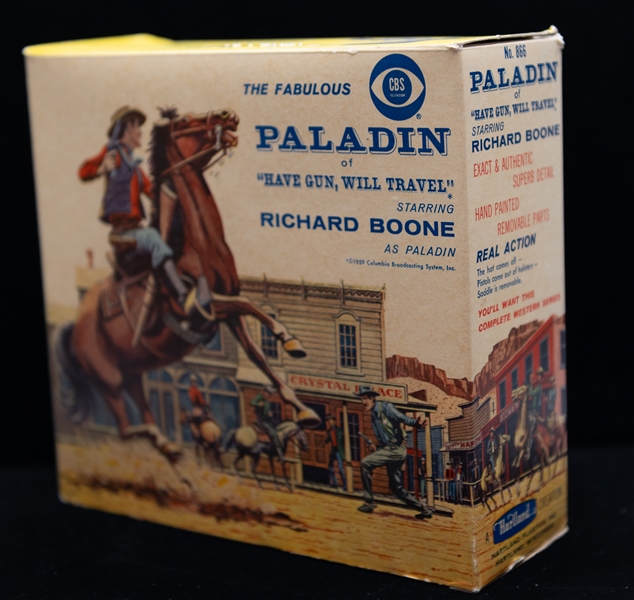 THE FABULOUS
CBS
TELEVISION
®
PALADIN
of
"HAVE GUN, WILL TRAVEL"
*
STARRING
RICHARD BOONE
AS PALADIN
*©1959 Columbia Broadcasting System, Inc.
CRYSTAL PALACE
No. 866
PALADIN
of
"HAVE GUN, WILL TRAVEL"
STARRING
RICHARD BOONE
EXACT & AUTHENTIC
SUPERB DETAIL
HAND PAINTED
REMOVABLE PARTS
REAL ACTION
The hat comes off —
Pistols come out of holsters —
Saddle is removable.
YOU'LL WANT THIS
COMPLETE WESTERN SERIES
A
Hartland
HARTLAND